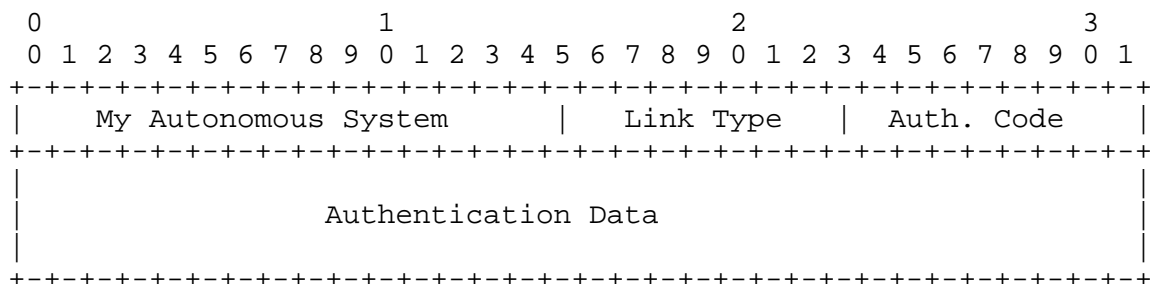 0                   1                   2                   3
 0 1 2 3 4 5 6 7 8 9 0 1 2 3 4 5 6 7 8 9 0 1 2 3 4 5 6 7 8 9 0 1
+-+-+-+-+-+-+-+-+-+-+-+-+-+-+-+-+-+-+-+-+-+-+-+-+-+-+-+-+-+-+-+-+
|    My Autonomous System      |   Link Type   |  Auth. Code   |
+-+-+-+-+-+-+-+-+-+-+-+-+-+-+-+-+-+-+-+-+-+-+-+-+-+-+-+-+-+-+-+-+
|                                                               |
|                 Authentication Data                           |
|                                                               |
+-+-+-+-+-+-+-+-+-+-+-+-+-+-+-+-+-+-+-+-+-+-+-+-+-+-+-+-+-+-+-+-+